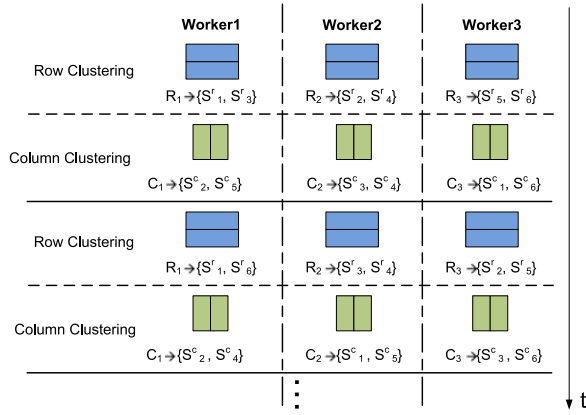 Worker1 Worker2 Worker3
Row Clustering
R₁→{Sʳ₁, Sʳ₃} R₂→{Sʳ₂, Sʳ₄} R₃→{Sʳ₅, Sʳ₆}
Column Clustering
C₁→{Sᶜ₂, Sᶜ₅} C₂→{Sᶜ₃, Sᶜ₄} C₃→{Sᶜ₁, Sᶜ₆}
Row Clustering
R₁→{Sʳ₁, Sʳ₆} R₂→{Sʳ₃, Sʳ₄} R₃→{Sʳ₂, Sʳ₅}
Column Clustering
C₁→{Sᶜ₂, Sᶜ₄} C₂→{Sᶜ₁, Sᶜ₅} C₃→{Sᶜ₃, Sᶜ₆}
t